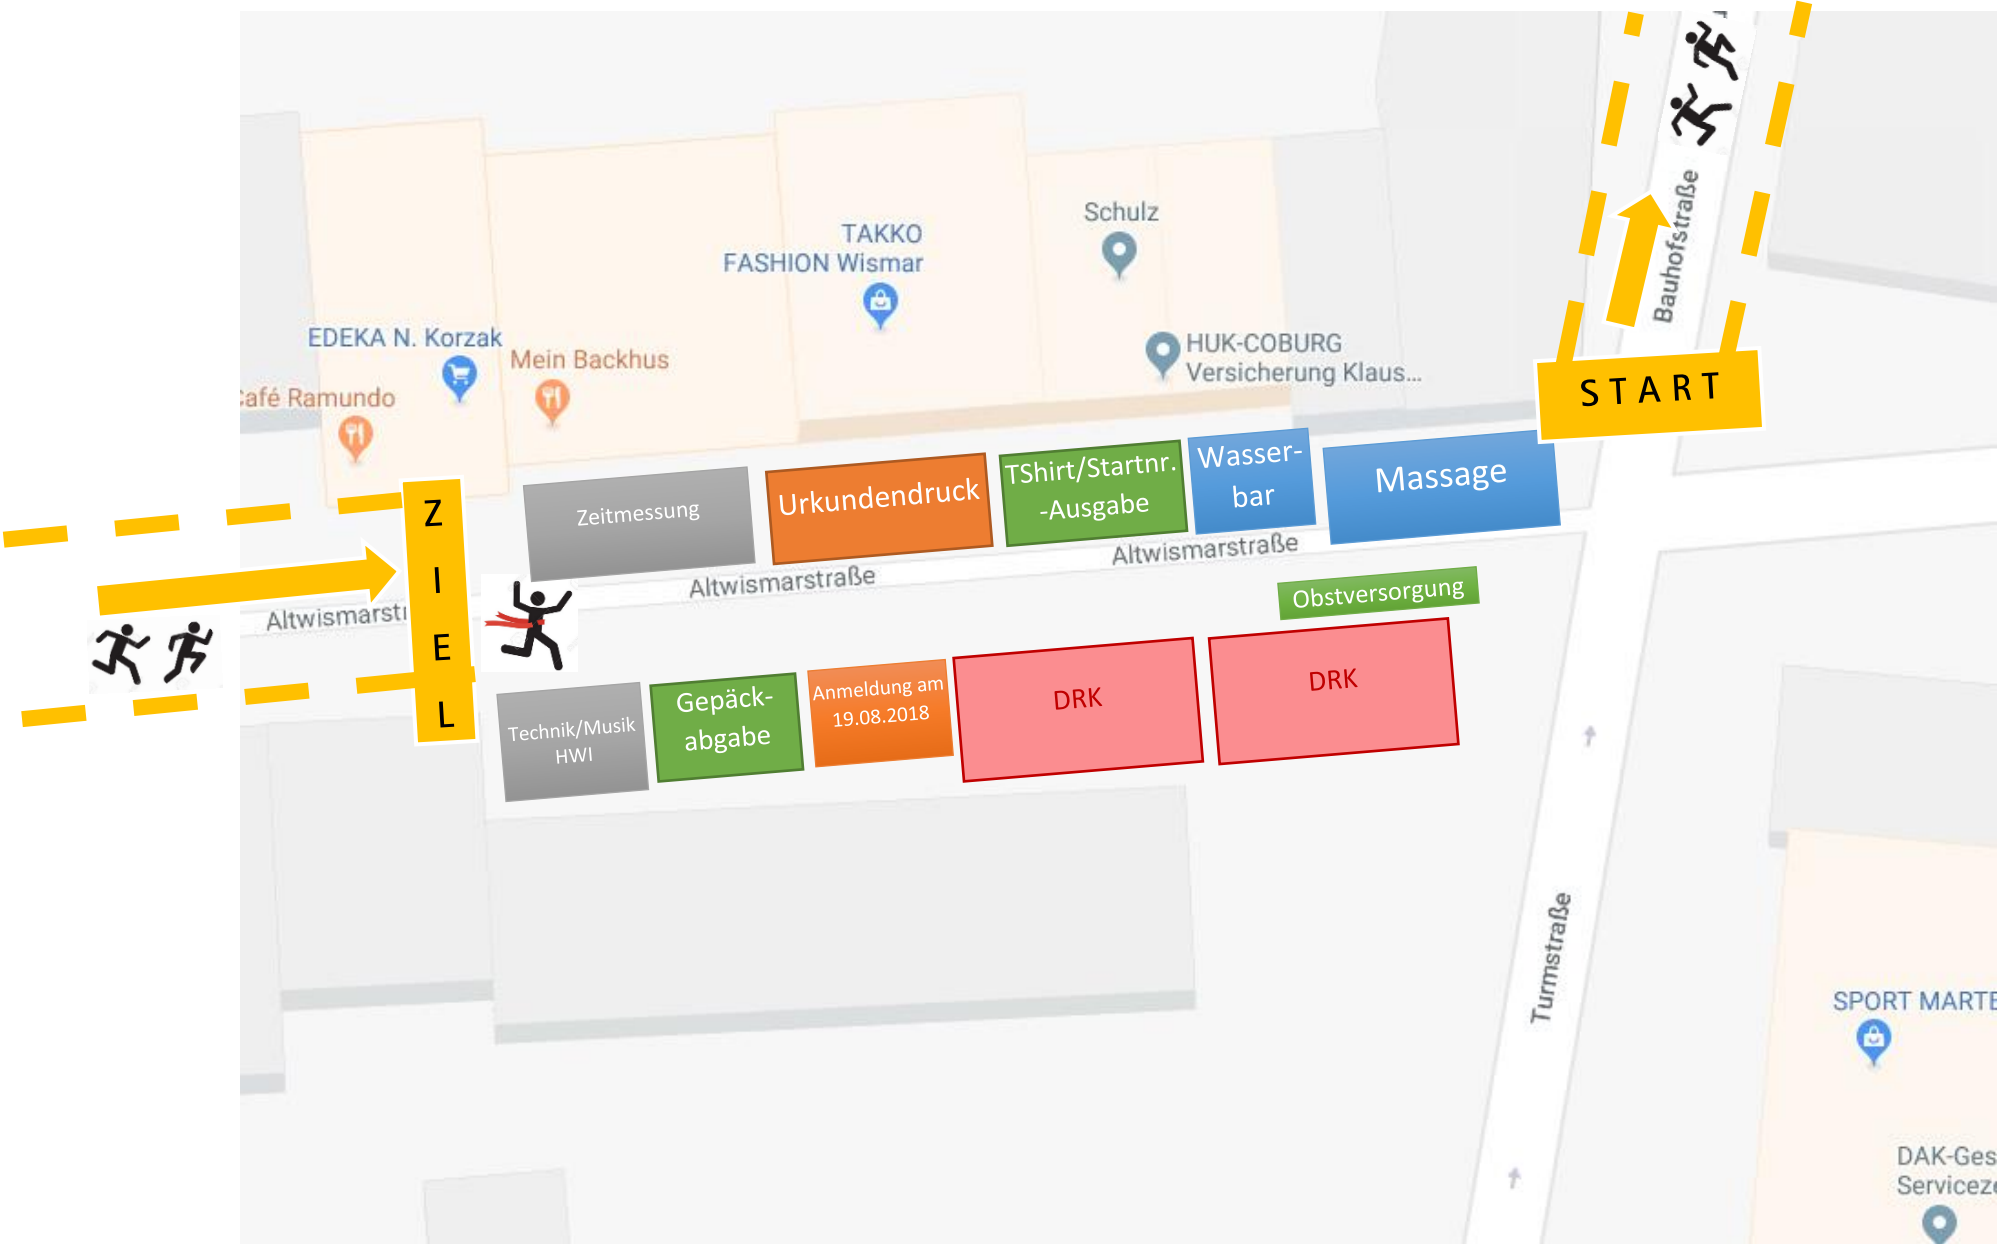 Schulz
TAKKO
FASHION Wismar
Bauhofstraße
EDEKA N. Korzak
Mein Backhus
HUK-COBURG
Versicherung Klaus...
afé Ramundo
START
ZIEL
Zeitmessung
Urkundendruck
TShirt/Startnr.
-Ausgabe
Wasser-
bar
Massage
Altwismarstraße
Altwismarstraße
Altwismarstr
Obstversorgung
Technik/Musik
HWI
Gepäck-
abgabe
Anmeldung am
19.08.2018
DRK
DRK
Turmstraße
SPORT MARTE
DAK-Ges
Servicez